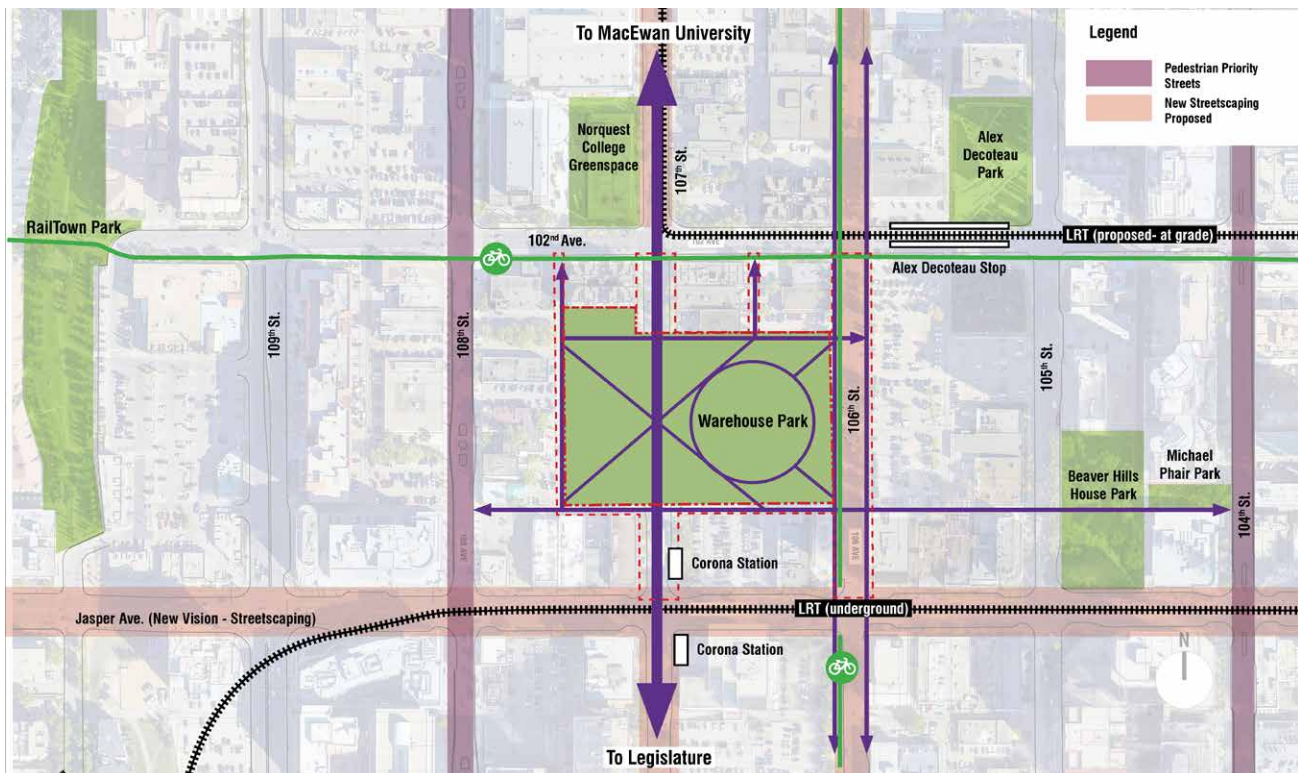 To MacEwan University
Legend
Pedestrian Priority
Streets
New Streetscaping
Proposed
Norquest
College
Greenspace
107th St.
Alex
Decoteau
Park
RailTown Park
102nd Ave.
102 AVE
LRT (proposed- at grade)
Alex Decoteau Stop
109th St.
108th St.
106th St.
105th St.
104th St.
Warehouse Park
Beaver Hills
House Park
Michael
Phair Park
Corona Station
LRT (underground)
Jasper Ave. (New Vision - Streetscaping)
Corona Station
N
To Legislature